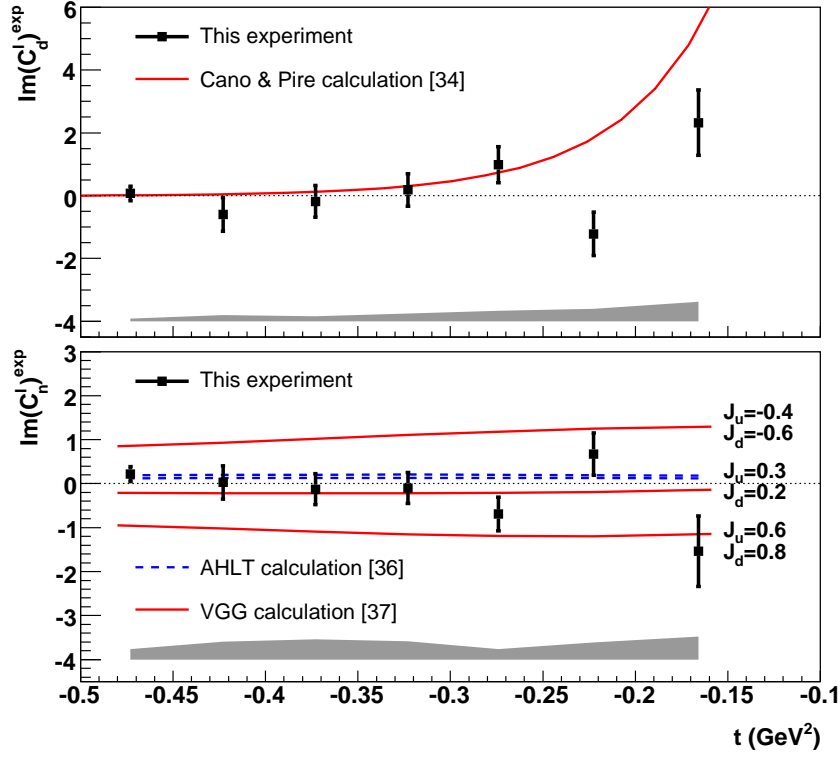 Im(C_d^I)^exp
6
4
2
0
-2
-4
This experiment
Cano & Pire calculation [34]
Im(C_n^I)^exp
3
2
1
0
-1
-2
-3
-4
This experiment
J_u=-0.4
J_d=-0.6
J_u=0.3
J_d=0.2
J_u=0.6
J_d=0.8
AHLT calculation [36]
VGG calculation [37]
-0.5 -0.45 -0.4 -0.35 -0.3 -0.25 -0.2 -0.15 -0.1
t (GeV²)